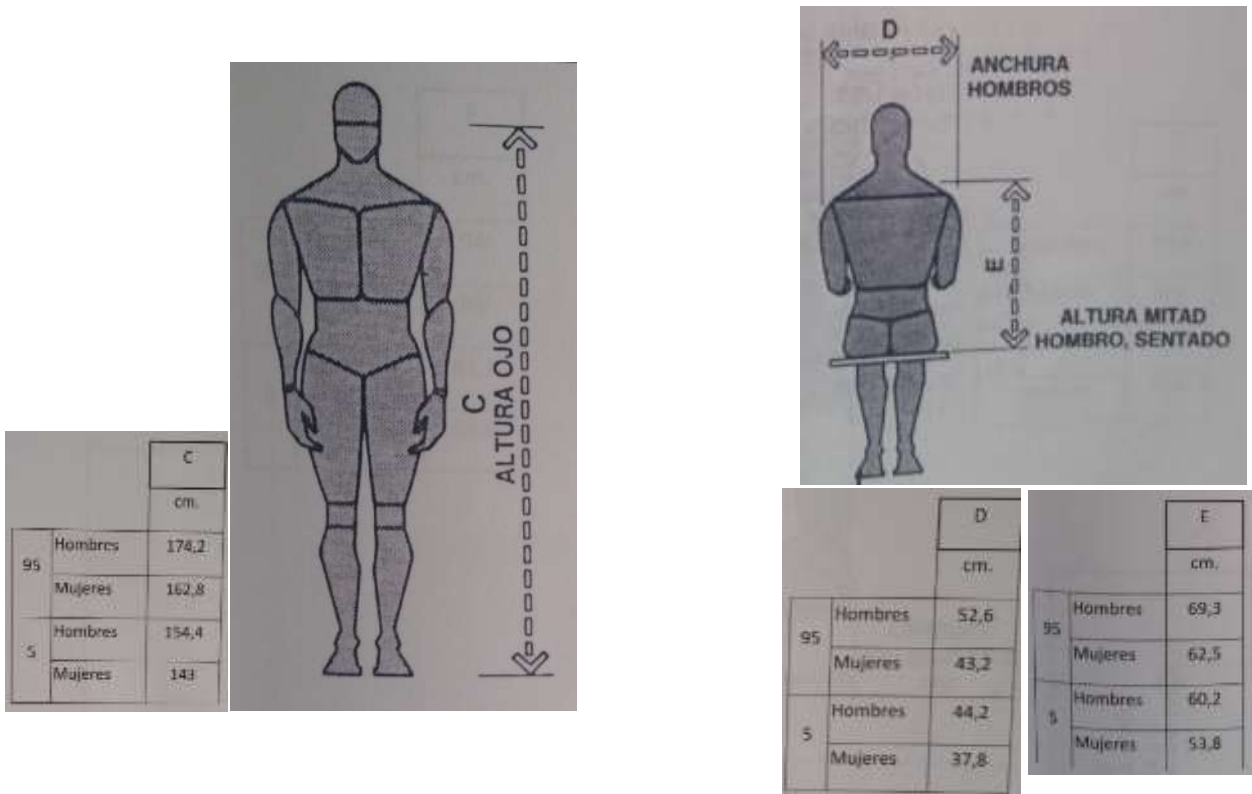 C
ALTURA OJO
C
cm.
95
Hombres 174,2
Mujeres 162,8
5
Hombres 154,4
Mujeres 143
D
ANCHURA
HOMBROS
E
ALTURA MITAD
HOMBRO, SENTADO
D
cm.
95
Hombres 52,6
Mujeres 43,2
5
Hombres 44,2
Mujeres 37,8
E
cm.
95
Hombres 69,3
Mujeres 62,5
5
Hombres 60,2
Mujeres 53,8